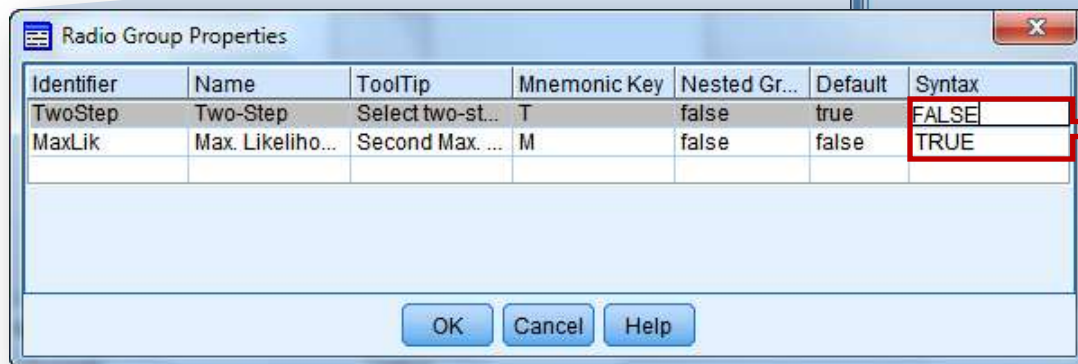 Radio Group Properties
Identifier Name ToolTip Mnemonic Key Nested Gr... Default Syntax
TwoStep Two-Step Select two-st... T false true FALSE
MaxLik Max. Likeliho... Second Max. ... M false false TRUE
OK Cancel Help